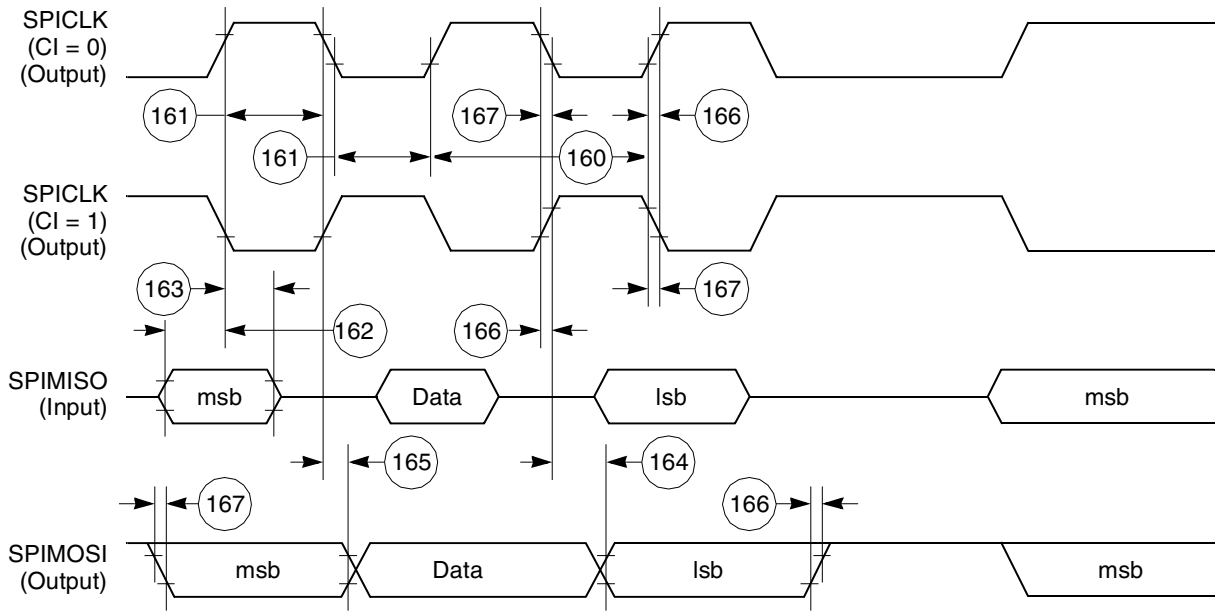 SPICLK
(CI = 0)
(Output)
161
167
166
161
160
SPICLK
(CI = 1)
(Output)
163
167
162
166
SPIMISO
(Input)
msb
Data
lsb
msb
165
164
167
166
SPIMOSI
(Output)
msb
Data
lsb
msb